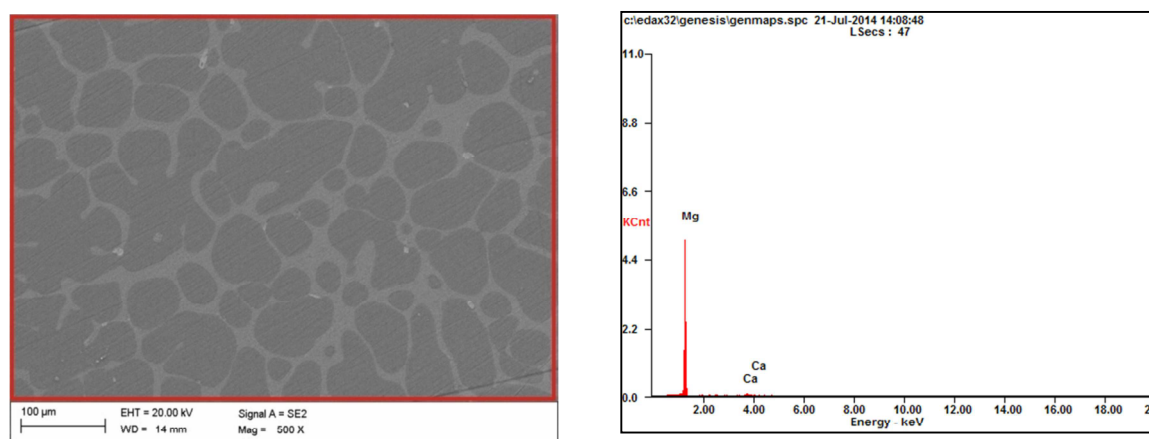 100 µm
EHT = 20.00 kV
Signal A = SE2
WD = 14 mm
Mag = 500 X
c:\edax32\genesis\genmaps.spc 21-Jul-2014 14:08:48
LSecs : 47
11.0
8.8
6.6
KCnt
4.4
2.2
0.0
Mg
Ca
Ca
2.00 4.00 6.00 8.00 10.00 12.00 14.00 16.00 18.00 2
Energy - keV